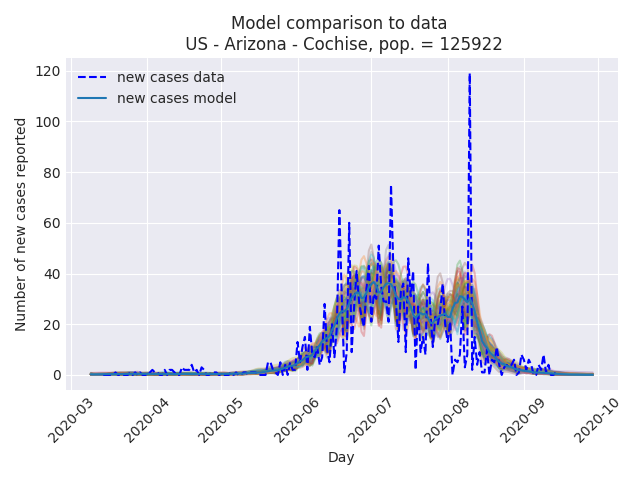 Model comparison to data
US - Arizona - Cochise, pop. = 125922
new cases data
new cases model
Number of new cases reported
120
100
80
60
40
20
0
2020-03
2020-04
2020-05
2020-06
2020-07
2020-08
2020-09
2020-10
Day